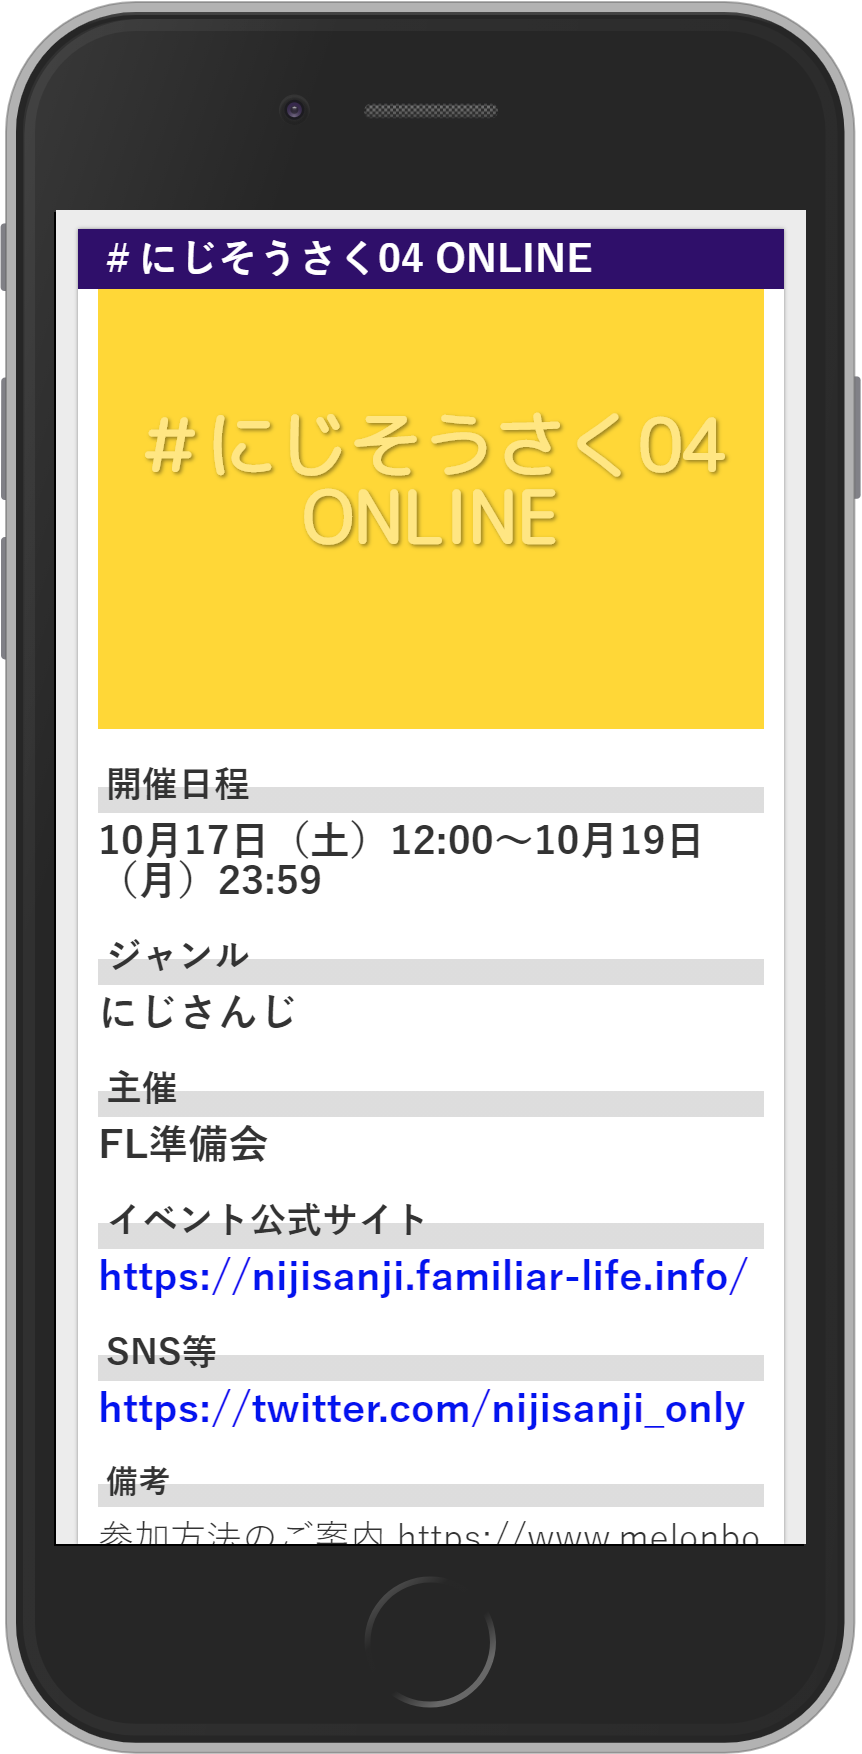 #にじそうさく04 ONLINE
#にじそうさく04
ONLINE
開催日程
10月17日（土）12:00～10月19日
（月）23:59
ジャンル
にじさんじ
主催
FL準備会
イベント公式サイト
https://nijisanji.familiar-life.info/
SNS等
https://twitter.com/nijisanji_only
備考
参加方法のご案内 https://www.melonbo